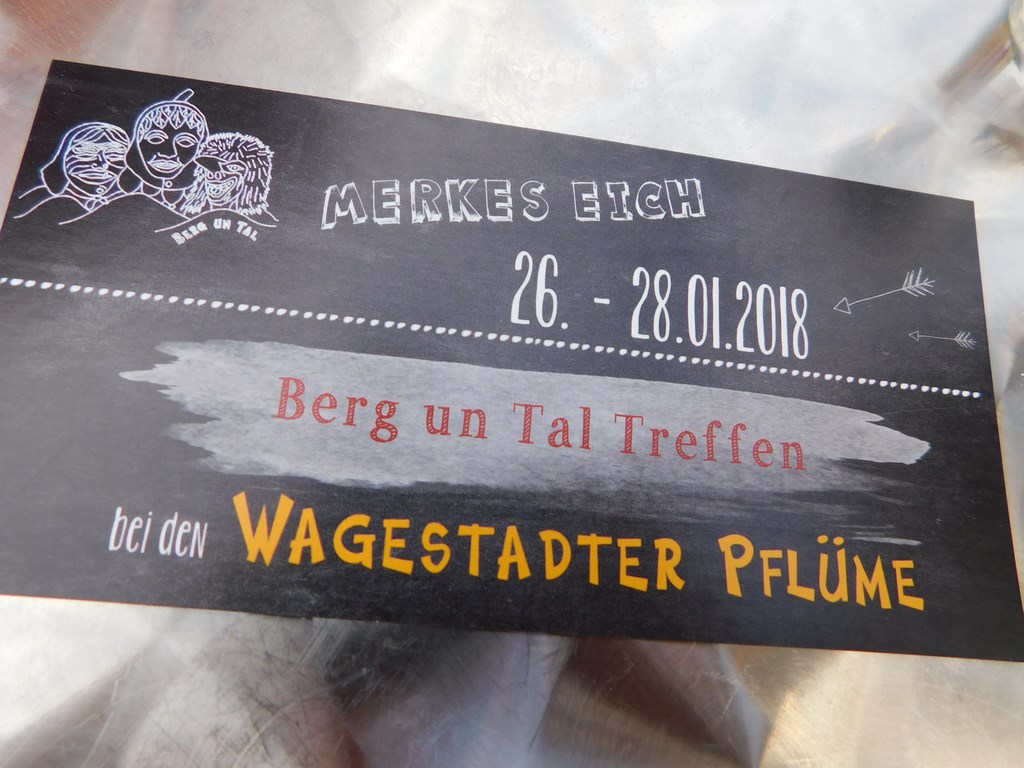 BERG UN TAL
MERKES EICH
26. - 28.01.2018
Berg un Tal Treffen
bei den WAGESTADTER PFLÜME